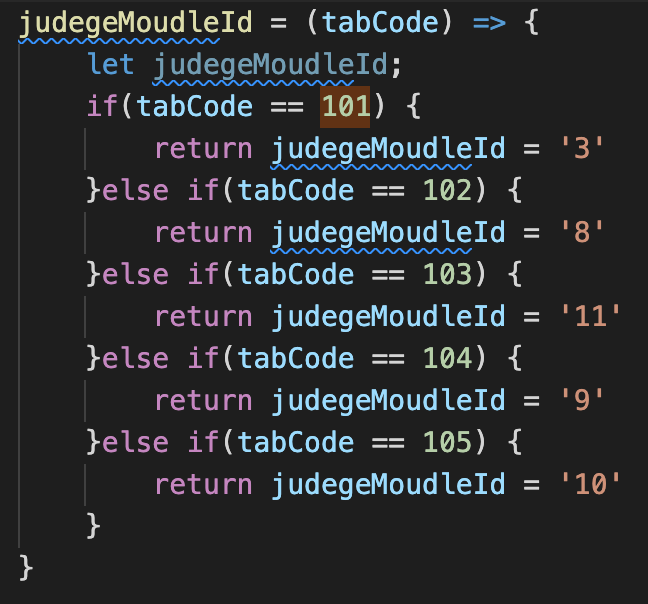 judegeMoudleId = (tabCode) => {
let judegeMoudleId;
if(tabCode == 101) {
return judegeMoudleId = '3'
}else if(tabCode == 102) {
return judegeMoudleId = '8'
}else if(tabCode == 103) {
return judegeMoudleId = '11'
}else if(tabCode == 104) {
return judegeMoudleId = '9'
}else if(tabCode == 105) {
return judegeMoudleId = '10'
}
}